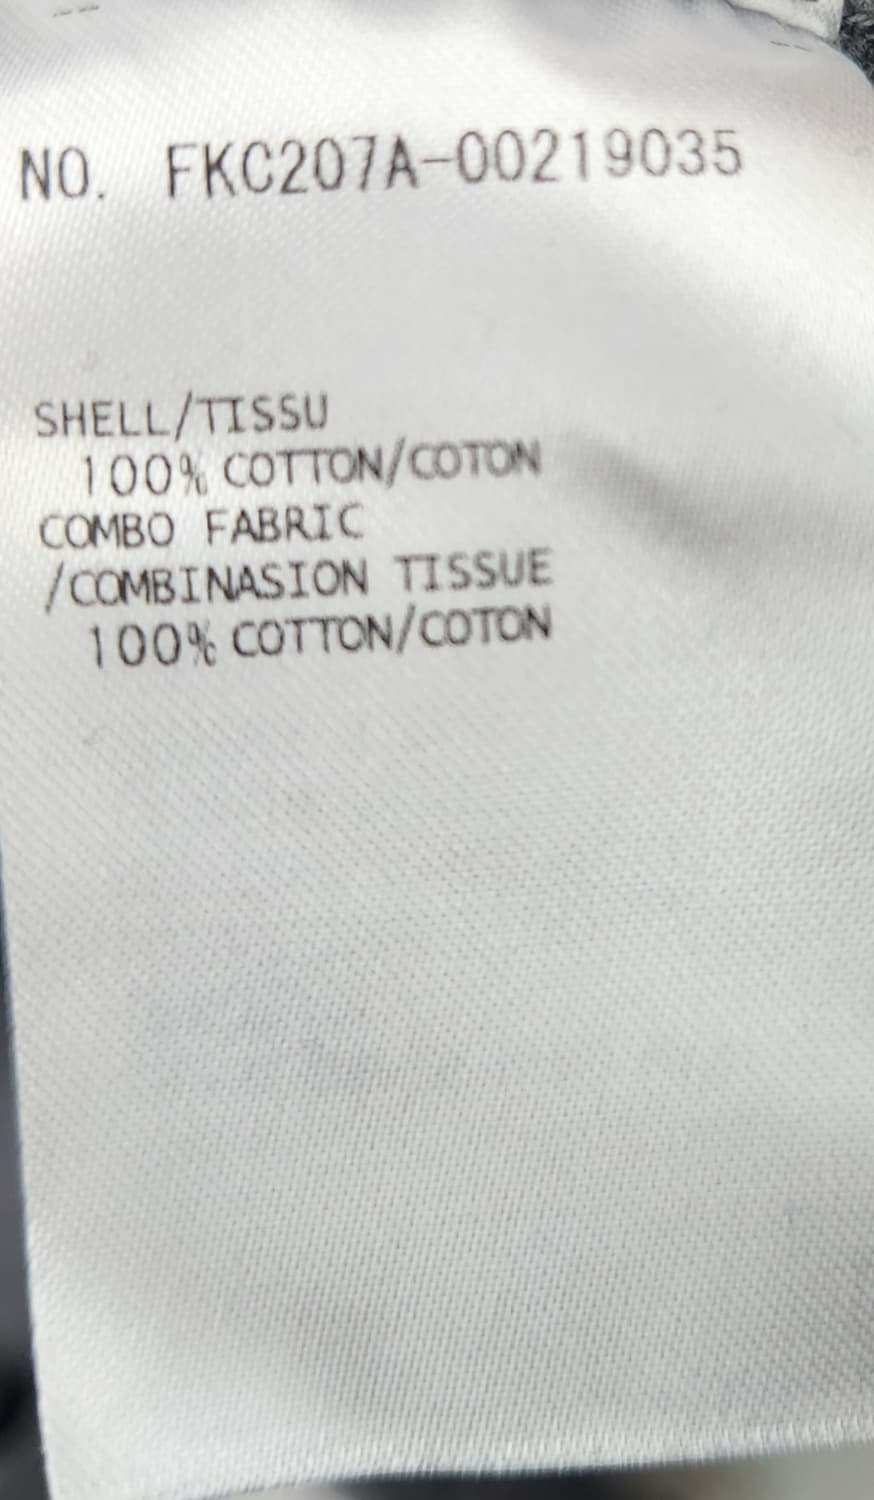 NO. FKC207A-00219035
SHELL/TISSU
100% COTTON/COTON
COMBO FABRIC
/COMBINASION TISSUE
100% COTTON/COTON